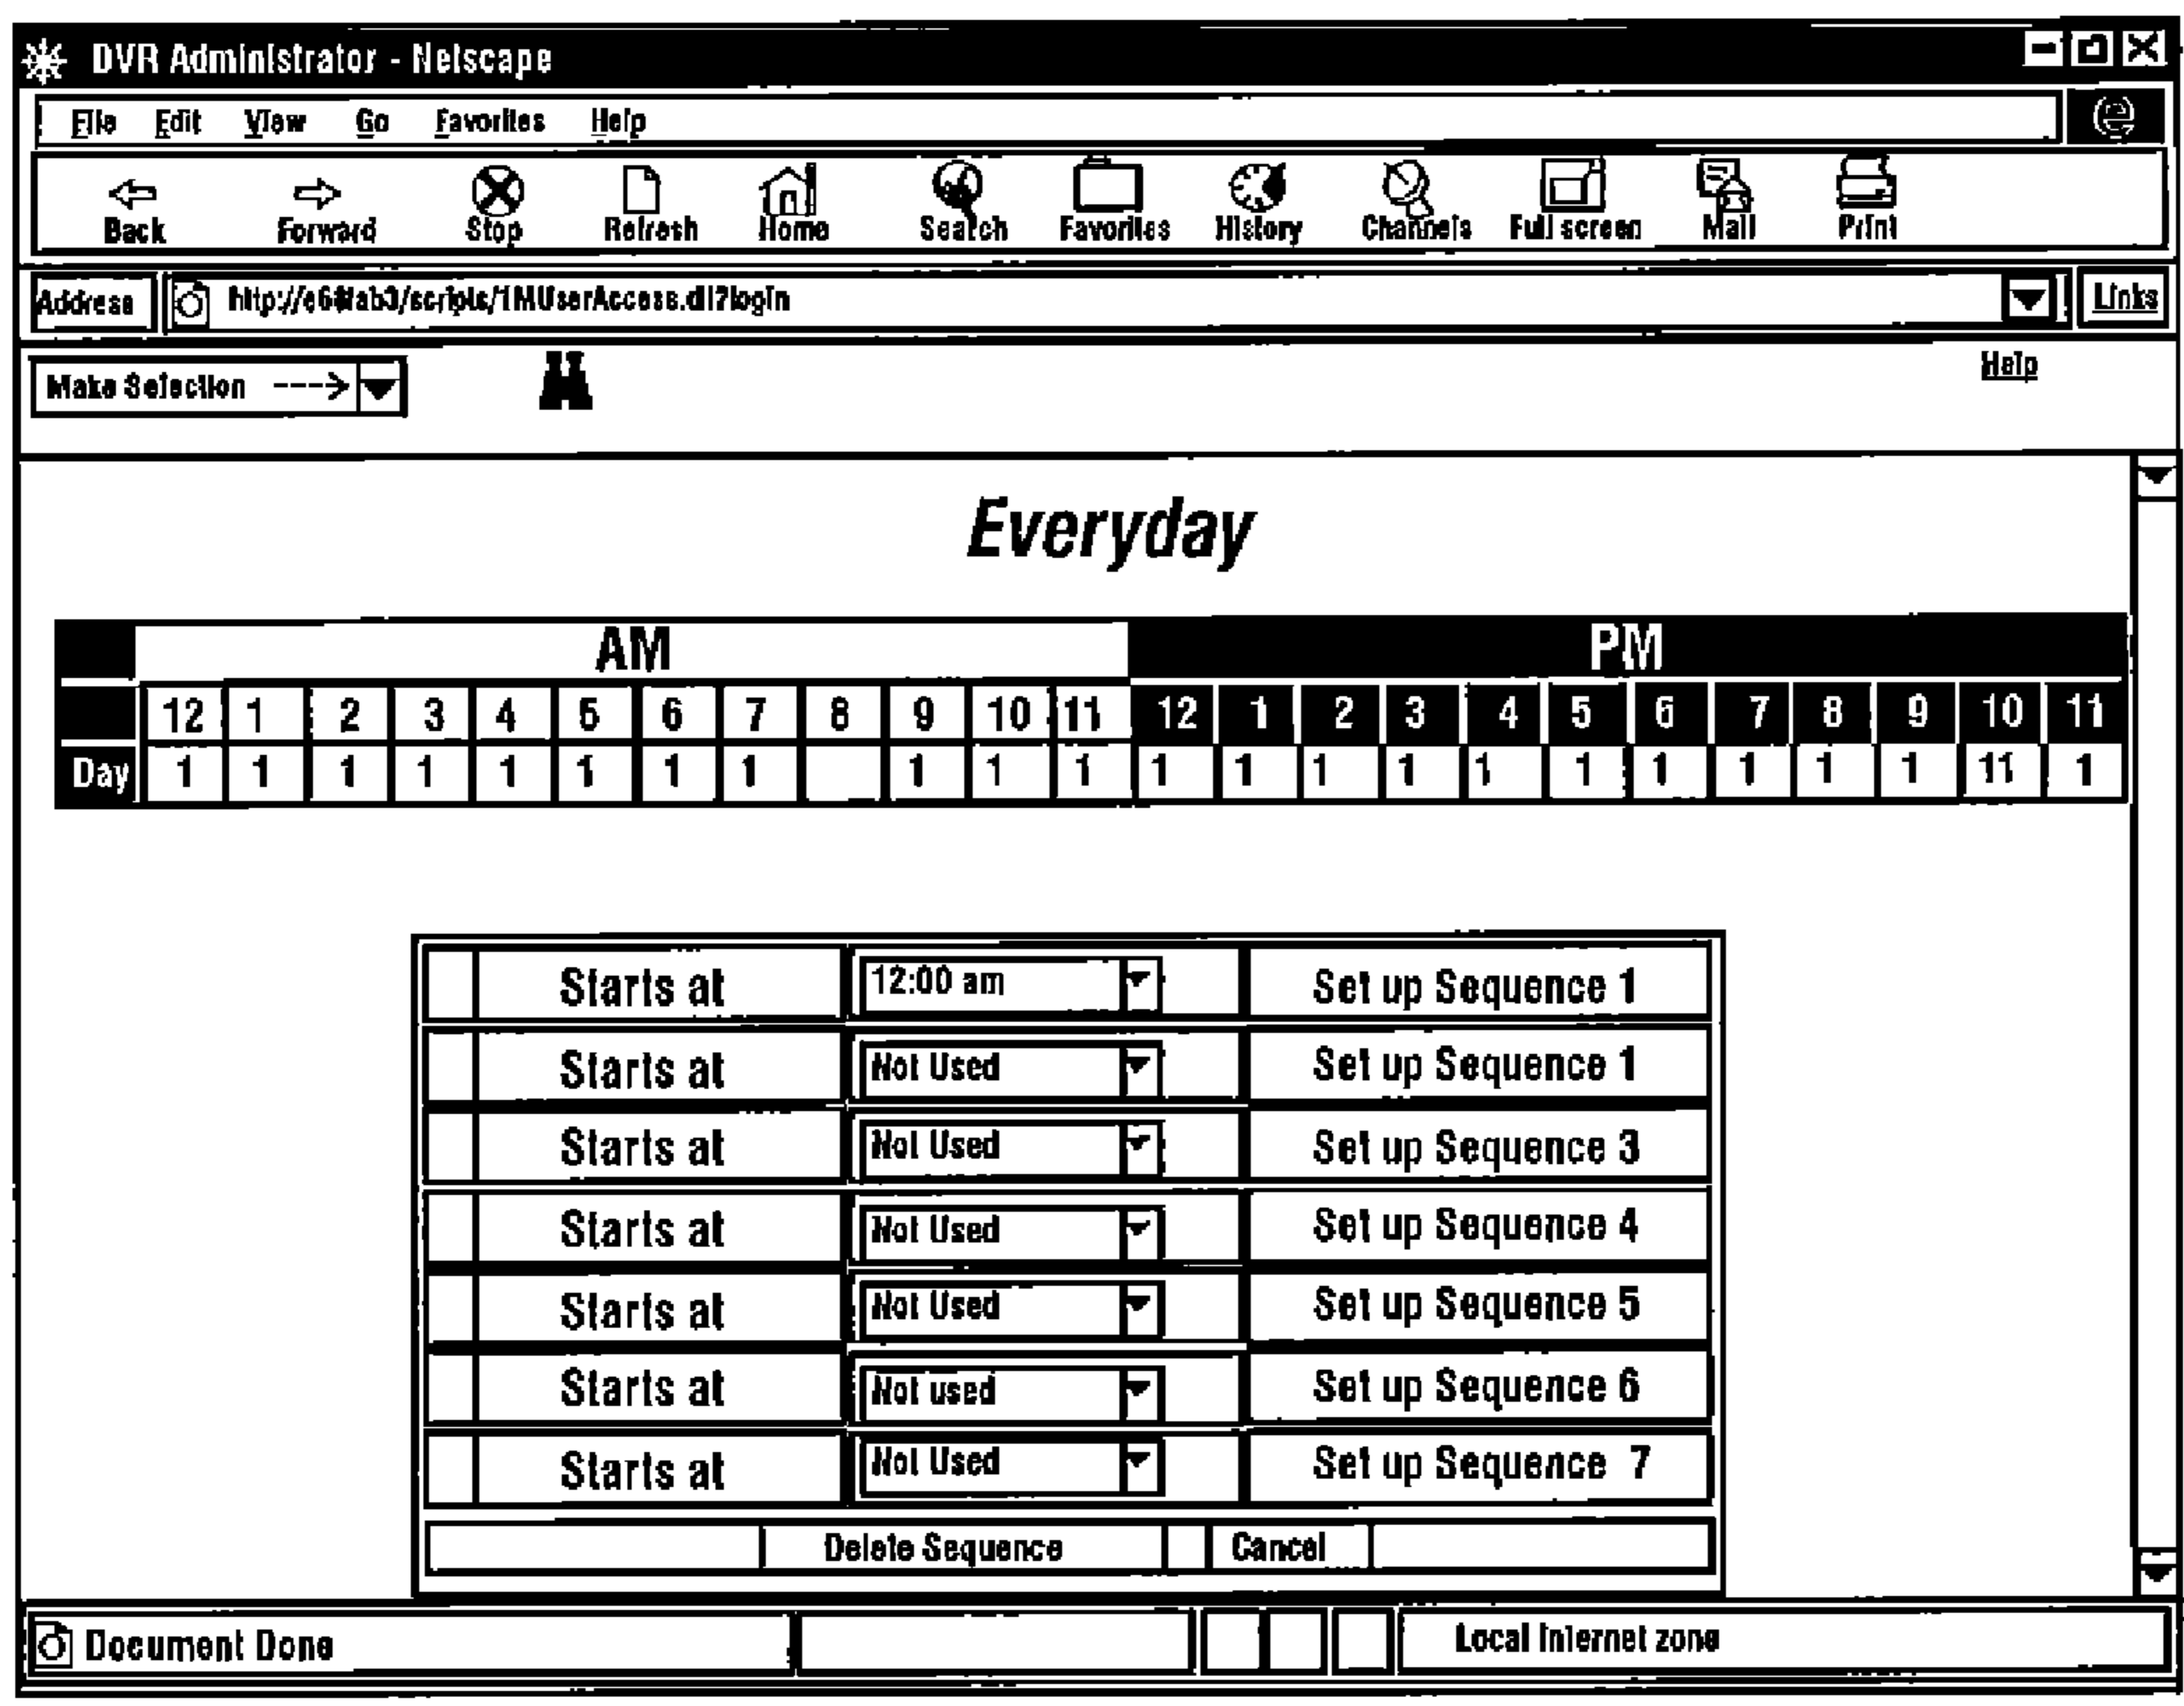 DVR Administrator - Netscape
File Edit View Go Favorites Help
Back Forward Stop Refresh Home Search Favorites History Channels Full screen Mail Print
Address Links
Make Selection ---> Help
Everyday
AM PM
12 1 2 3 4 5 6 7 8 9 10 11 12 1 2 3 4 5 6 7 8 9 10 11
Day 1 1 1 1 1 1 1 1 1 1 1 1 1 1 1 1 1 1 1 1 1 11 1
Starts at 12:00 am Set up Sequence 1
Starts at Not Used Set up Sequence 1
Starts at Not Used Set up Sequence 3
Starts at Not Used Set up Sequence 4
Starts at Not Used Set up Sequence 5
Starts at Not used Set up Sequence 6
Starts at Not Used Set up Sequence 7
Delete Sequence Cancel
Document Done Local Internet zone